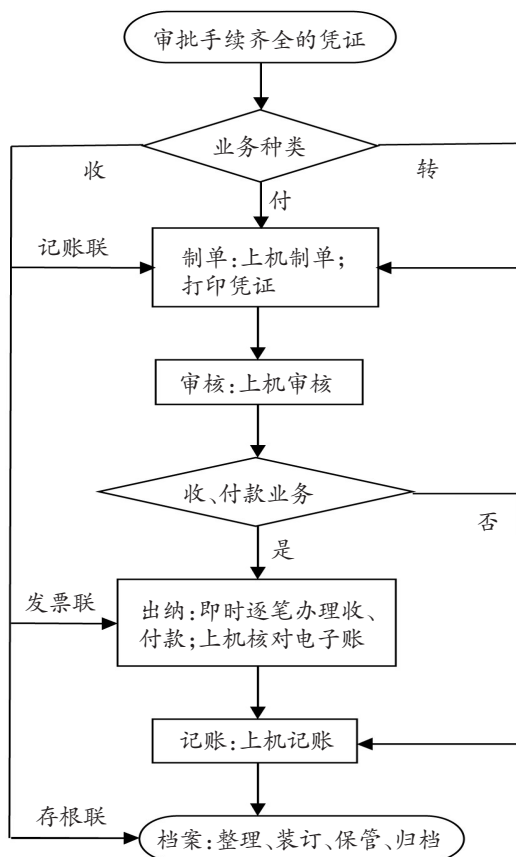 审批手续齐全的凭证
业务种类
收
转
付
记账联
制单:上机制单;
打印凭证
审核:上机审核
收、付款业务
否
是
发票联
出纳:即时逐笔办理收、
付款;上机核对电子账
记账:上机记账
存根联
档案:整理、装订、保管、归档